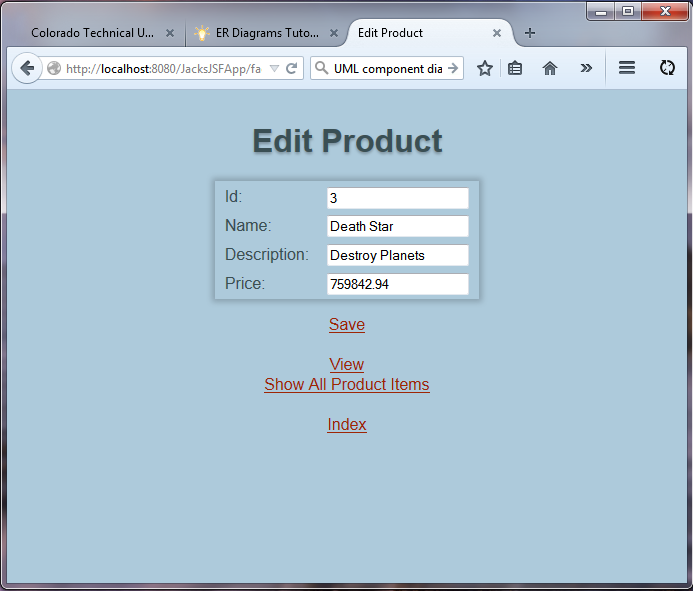 Colorado Technical U... ER Diagrams Tuto... Edit Product
http://localhost:8080/JacksJSFApp/fa UML component dia
Edit Product
Id: 3
Name: Death Star
Description: Destroy Planets
Price: 759842.94
Save
View
Show All Product Items
Index